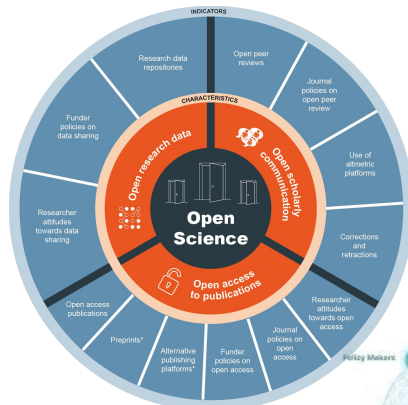 INDICATORS
Research data
repositories
Open peer
reviews
Funder
policies on
data sharing
Journal
policies on
open peer
review
CHARACTERISTICS
Open research data
Open scholarly
communication
Use of
altmetric
platforms
Open
Science
Researcher
attitudes
towards data
sharing
Corrections
and
retractions
Open access
to publications
Open access
publications
Researcher
attitudes
towards open
access
Preprints*
Alternative
publishing
platforms*
Funder
policies on
open access
Journal
policies on
open
access
Policy Makers